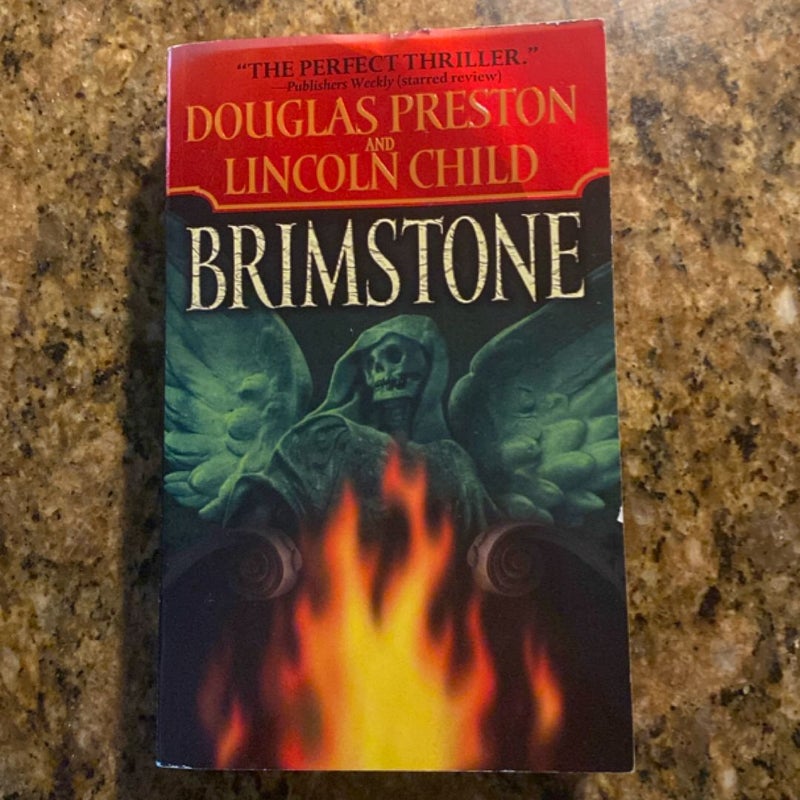 “THE PERFECT THRILLER.”
—Publishers Weekly (starred review)
DOUGLAS PRESTON
AND
LINCOLN CHILD
BRIMSTONE